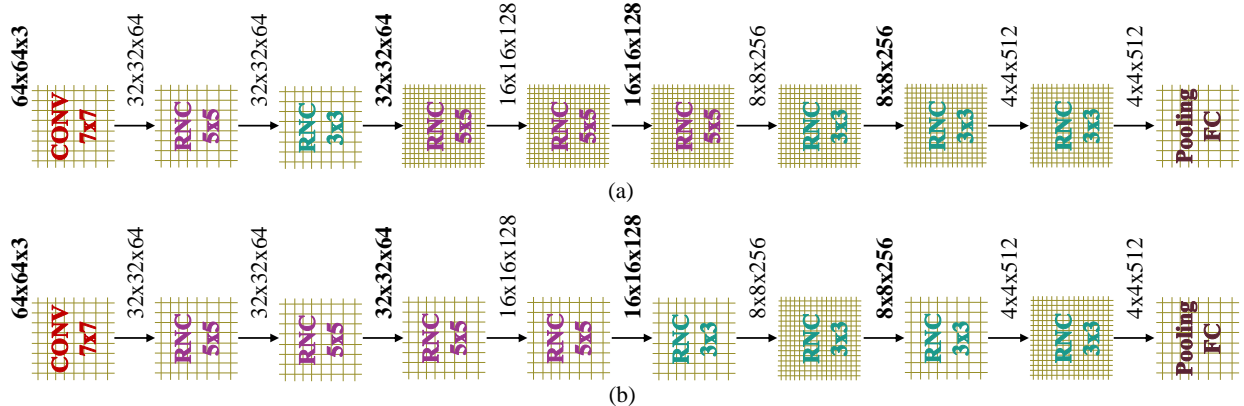 64x64x3
CONV
7x7
32x32x64
RNC
5x5
32x32x64
RNC
3x3
32x32x64
RNC
5x5
16x16x128
RNC
5x5
16x16x128
RNC
5x5
8x8x256
RNC
3x3
8x8x256
RNC
3x3
4x4x512
RNC
3x3
4x4x512
Pooling
FC
(a)
64x64x3
CONV
7x7
32x32x64
RNC
5x5
32x32x64
RNC
5x5
32x32x64
RNC
5x5
16x16x128
RNC
5x5
16x16x128
RNC
3x3
8x8x256
RNC
3x3
8x8x256
RNC
3x3
4x4x512
RNC
3x3
4x4x512
Pooling
FC
(b)